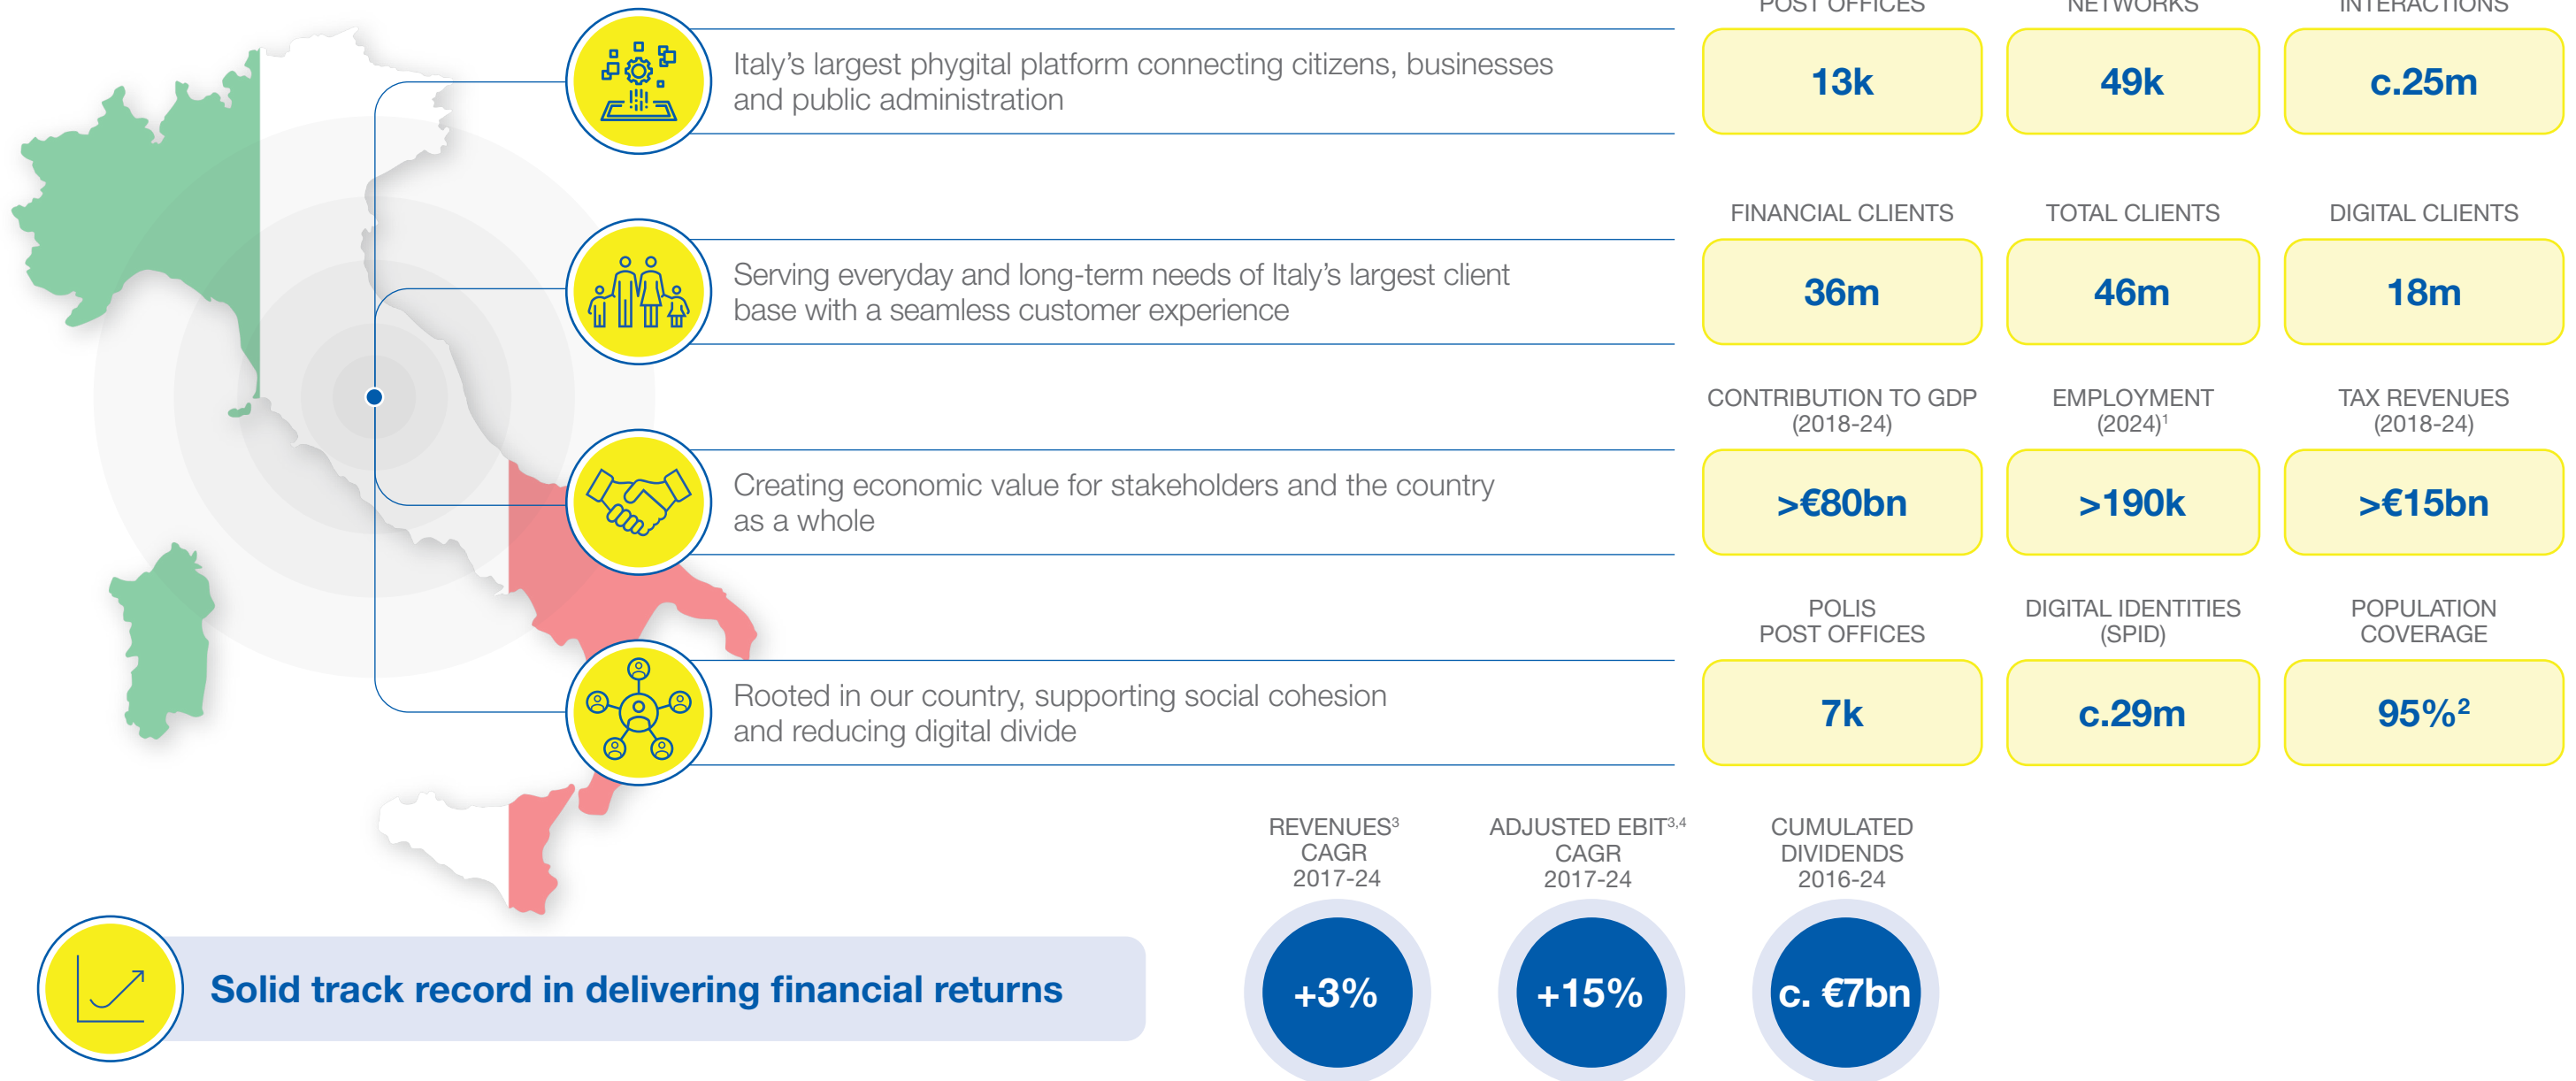 POST OFFICES
NETWORKS
INTERACTIONS
Italy’s largest phygital platform connecting citizens, businesses
and public administration
13k
49k
c.25m
FINANCIAL CLIENTS
TOTAL CLIENTS
DIGITAL CLIENTS
Serving everyday and long-term needs of Italy’s largest client
base with a seamless customer experience
36m
46m
18m
CONTRIBUTION TO GDP
(2018-24)
EMPLOYMENT
(2024)¹
TAX REVENUES
(2018-24)
Creating economic value for stakeholders and the country
as a whole
>€80bn
>190k
>€15bn
POLIS
POST OFFICES
DIGITAL IDENTITIES
(SPID)
POPULATION
COVERAGE
Rooted in our country, supporting social cohesion
and reducing digital divide
7k
c.29m
95%²
REVENUES³
CAGR
2017-24
ADJUSTED EBIT³,⁴
CAGR
2017-24
CUMULATED
DIVIDENDS
2016-24
Solid track record in delivering financial returns
+3%
+15%
c. €7bn